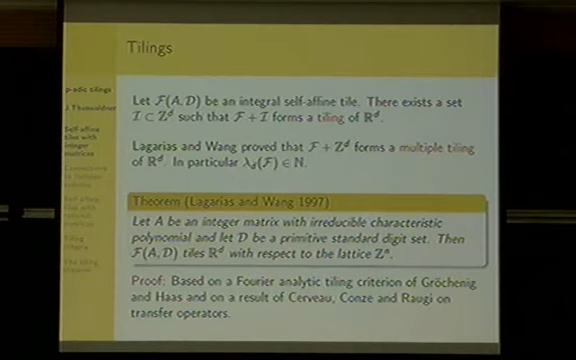 Tilings
p-adic tilings
J. Thuswaldner
Self-affine
tiles with
integer
matrices
Let F(A, D) be an integral self-affine tile. There exists a set
I ⊂ Z^d such that F + I forms a tiling of R^d.
Lagarias and Wang proved that F + Z^d forms a multiple tiling
of R^d. In particular λ_d(F) ∈ N.
Theorem (Lagarias and Wang 1997)
Let A be an integer matrix with irreducible characteristic
polynomial and let D be a primitive standard digit set. Then
F(A, D) tiles R^d with respect to the lattice Z^n.
Proof: Based on a Fourier analytic tiling criterion of Gröchenig
and Haas and on a result of Cerveau, Conze and Raugi on
transfer operators.